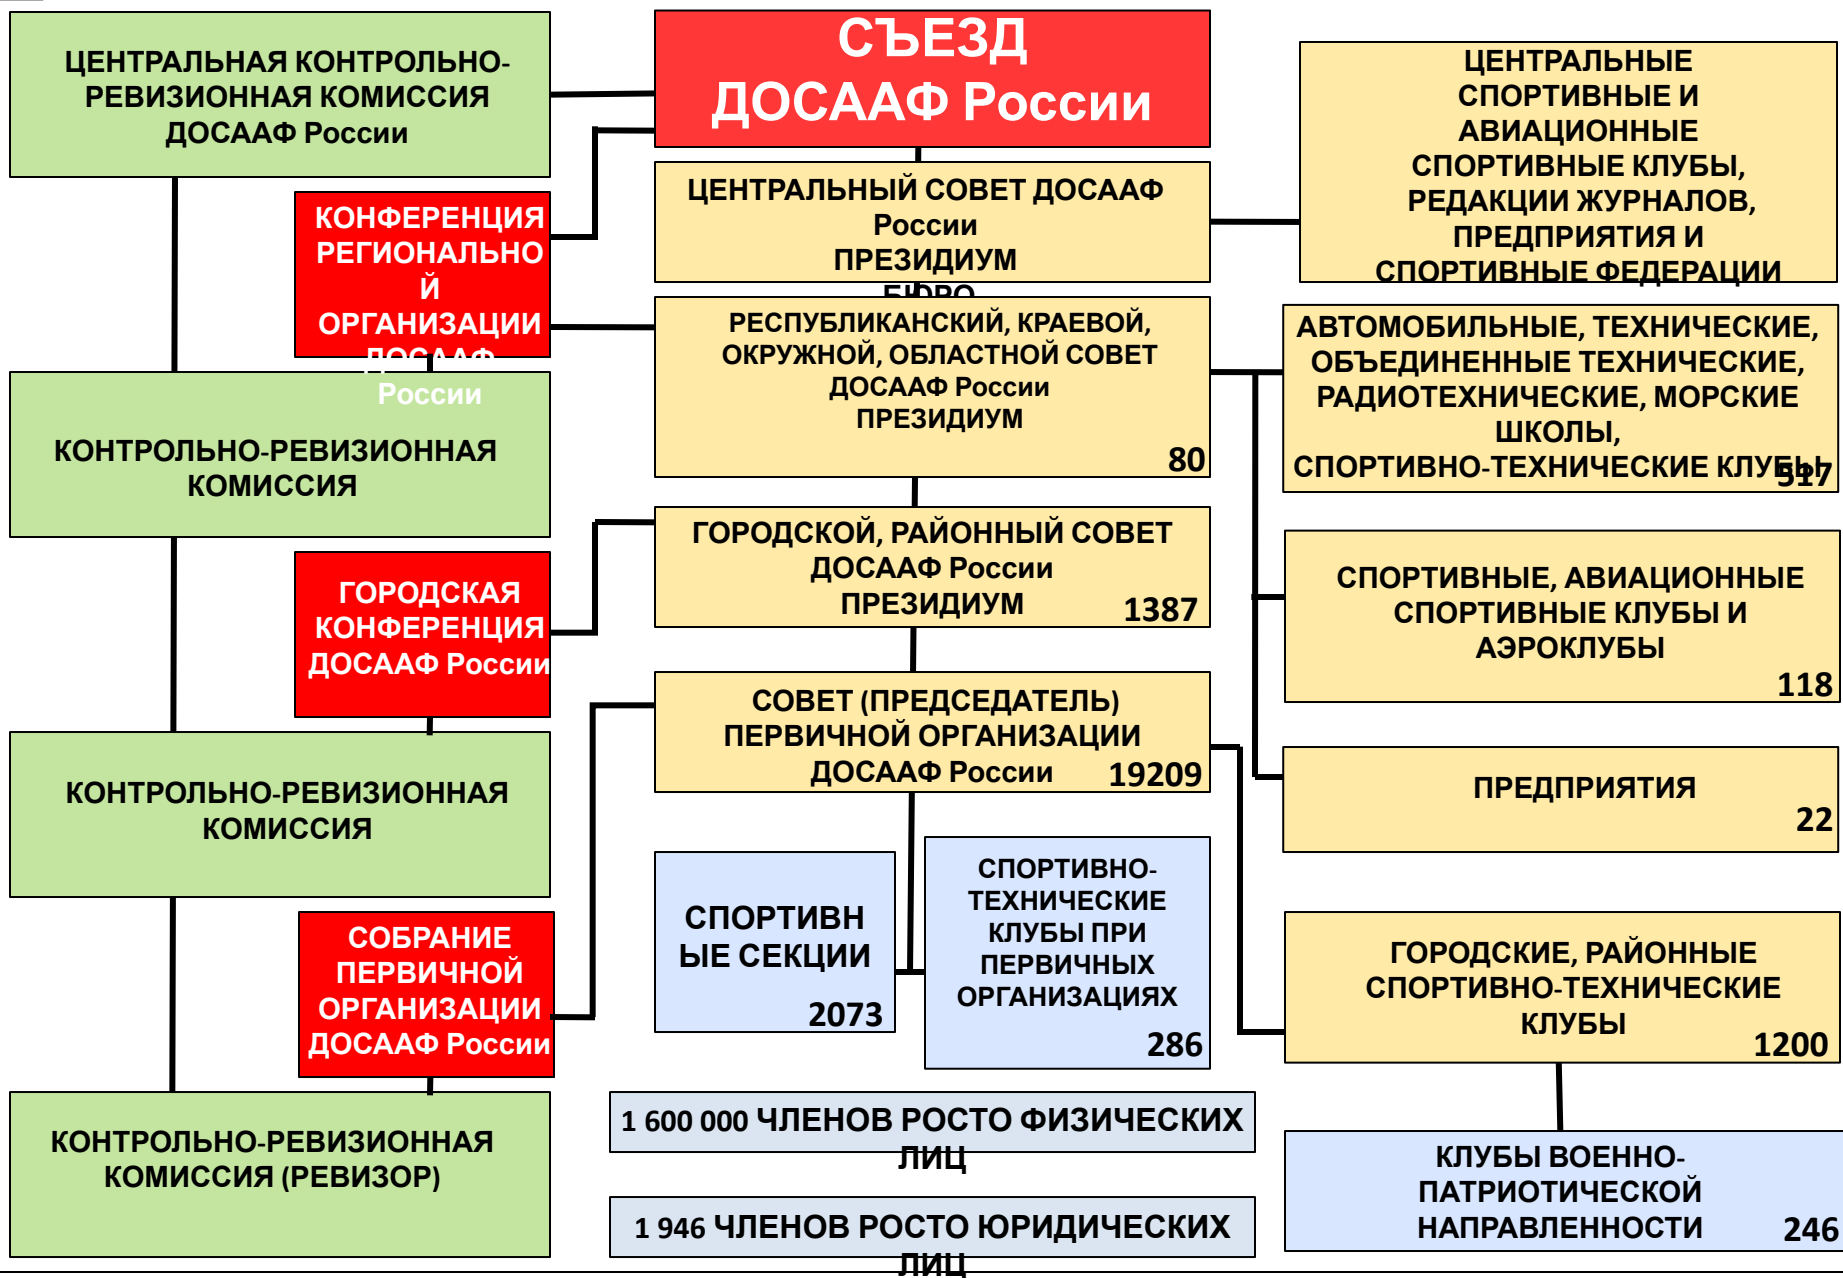 ЦЕНТРАЛЬНАЯ КОНТРОЛЬНО-
РЕВИЗИОННАЯ КОМИССИЯ
ДОСААФ России
СЪЕЗД
ДОСААФ России
ЦЕНТРАЛЬНЫЕ
СПОРТИВНЫЕ И
АВИАЦИОННЫЕ
СПОРТИВНЫЕ КЛУБЫ,
РЕДАКЦИИ ЖУРНАЛОВ,
ПРЕДПРИЯТИЯ И
СПОРТИВНЫЕ ФЕДЕРАЦИИ
КОНФЕРЕНЦИЯ
РЕГИОНАЛЬНО
Й
ОРГАНИЗАЦИИ
ДОСААФ
России
ЦЕНТРАЛЬНЫЙ СОВЕТ ДОСААФ
России
ПРЕЗИДИУМ
БЮРО
РЕСПУБЛИКАНСКИЙ, КРАЕВОЙ,
ОКРУЖНОЙ, ОБЛАСТНОЙ СОВЕТ
ДОСААФ России
ПРЕЗИДИУМ
80
АВТОМОБИЛЬНЫЕ, ТЕХНИЧЕСКИЕ,
ОБЪЕДИНЕННЫЕ ТЕХНИЧЕСКИЕ,
РАДИОТЕХНИЧЕСКИЕ, МОРСКИЕ
ШКОЛЫ,
СПОРТИВНО-ТЕХНИЧЕСКИЕ КЛУБЫ
517
КОНТРОЛЬНО-РЕВИЗИОННАЯ
КОМИССИЯ
ГОРОДСКОЙ, РАЙОННЫЙ СОВЕТ
ДОСААФ России
ПРЕЗИДИУМ
1387
ГОРОДСКАЯ
КОНФЕРЕНЦИЯ
ДОСААФ России
СПОРТИВНЫЕ, АВИАЦИОННЫЕ
СПОРТИВНЫЕ КЛУБЫ И
АЭРОКЛУБЫ
118
СОВЕТ (ПРЕДСЕДАТЕЛЬ)
ПЕРВИЧНОЙ ОРГАНИЗАЦИИ
ДОСААФ России
19209
КОНТРОЛЬНО-РЕВИЗИОННАЯ
КОМИССИЯ
ПРЕДПРИЯТИЯ
22
СПОРТИВН
ЫЕ СЕКЦИИ
2073
СПОРТИВНО-
ТЕХНИЧЕСКИЕ
КЛУБЫ ПРИ
ПЕРВИЧНЫХ
ОРГАНИЗАЦИЯХ
286
СОБРАНИЕ
ПЕРВИЧНОЙ
ОРГАНИЗАЦИИ
ДОСААФ России
ГОРОДСКИЕ, РАЙОННЫЕ
СПОРТИВНО-ТЕХНИЧЕСКИЕ
КЛУБЫ
1200
КОНТРОЛЬНО-РЕВИЗИОННАЯ
КОМИССИЯ (РЕВИЗОР)
1 600 000 ЧЛЕНОВ РОСТО ФИЗИЧЕСКИХ
ЛИЦ
1 946 ЧЛЕНОВ РОСТО ЮРИДИЧЕСКИХ
ЛИЦ
КЛУБЫ ВОЕННО-
ПАТРИОТИЧЕСКОЙ
НАПРАВЛЕННОСТИ
246